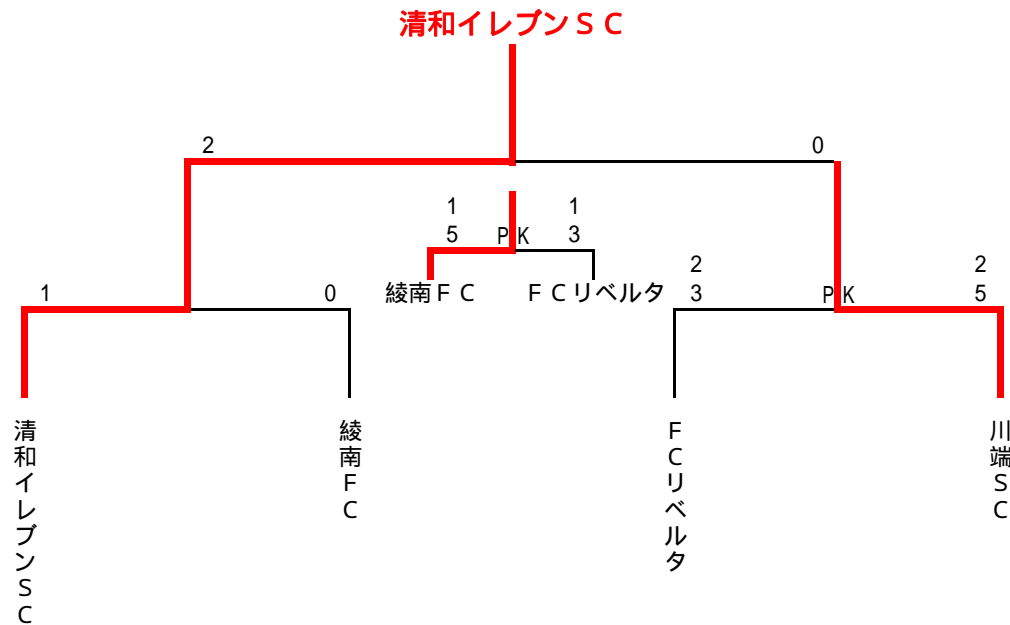 清和イレブンＳＣ
2
0
1 1
5 PK 3
綾南ＦＣ ＦＣリベルタ
2 2
3 PK 5
1 0
清和イレブンＳＣ
綾南ＦＣ
ＦＣリベルタ
川端ＳＣ